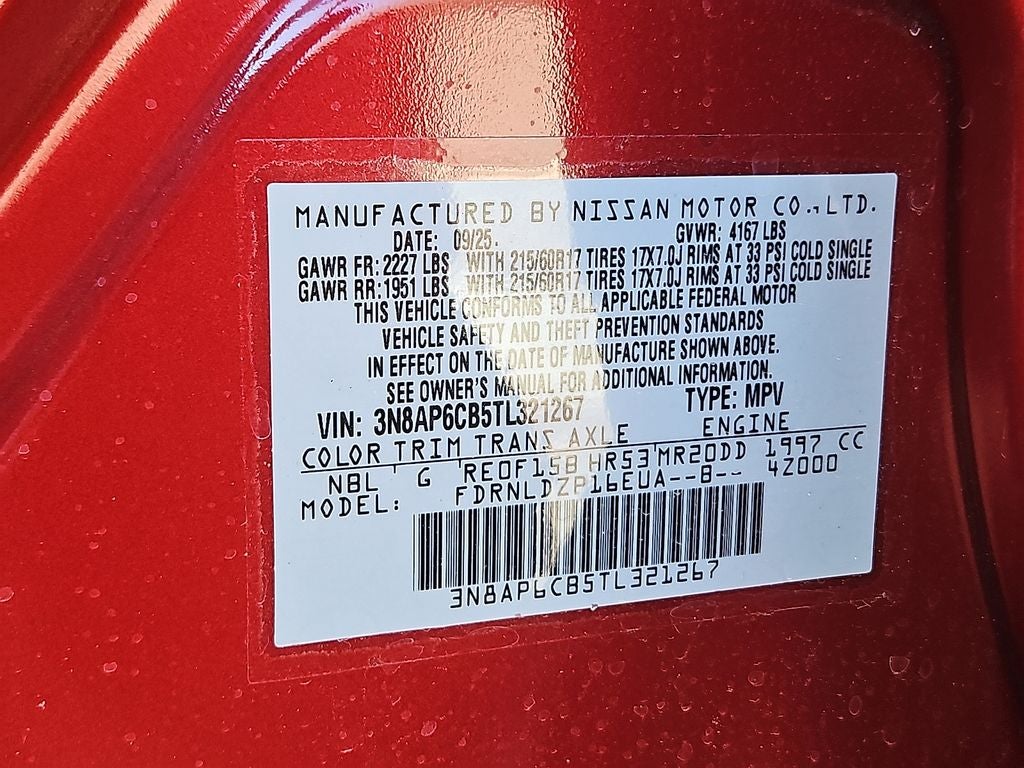 MANUFACTURED BY NISSAN MOTOR CO., LTD.
DATE: 09/25. GVWR: 4167 LBS
GAWR FR: 2227 LBS WITH 215/60R17 TIRES 17X7.0J RIMS AT 33 PSI COLD SINGLE
GAWR RR: 1951 LBS WITH 215/60R17 TIRES 17X7.0J RIMS AT 33 PSI COLD SINGLE
THIS VEHICLE CONFORMS TO ALL APPLICABLE FEDERAL MOTOR
VEHICLE SAFETY AND THEFT PREVENTION STANDARDS
IN EFFECT ON THE DATE OF MANUFACTURE SHOWN ABOVE.
SEE OWNER'S MANUAL FOR ADDITIONAL INFORMATION.
VIN: 3N8AP6CB5TL321267 TYPE: MPV
COLOR TRIM TRANS AXLE ENGINE
NBL G RE0F15B HR53 MR20DD 1997 CC
MODEL: FDRNLDZP16EUA--B-- 4Z000
3N8AP6CB5TL321267